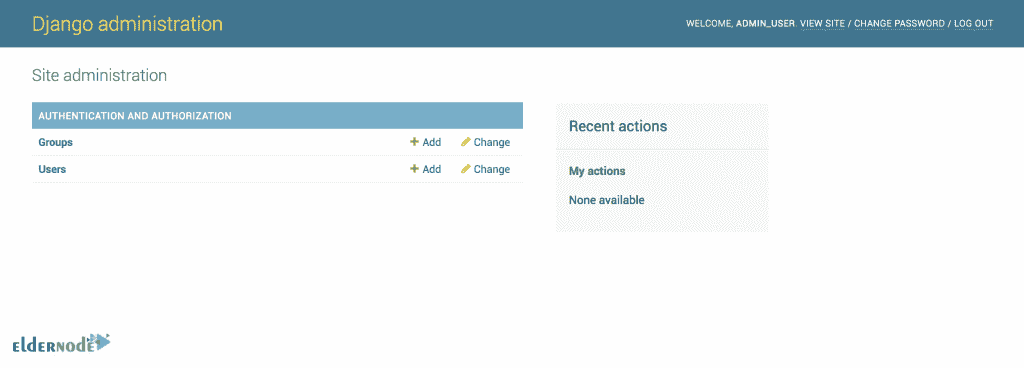 Django administration
WELCOME, ADMIN_USER VIEW SITE / CHANGE PASSWORD / LOG OUT
Site administration
AUTHENTICATION AND AUTHORIZATION
Groups Add Change
Users Add Change
Recent actions
My actions
None available
eldernode